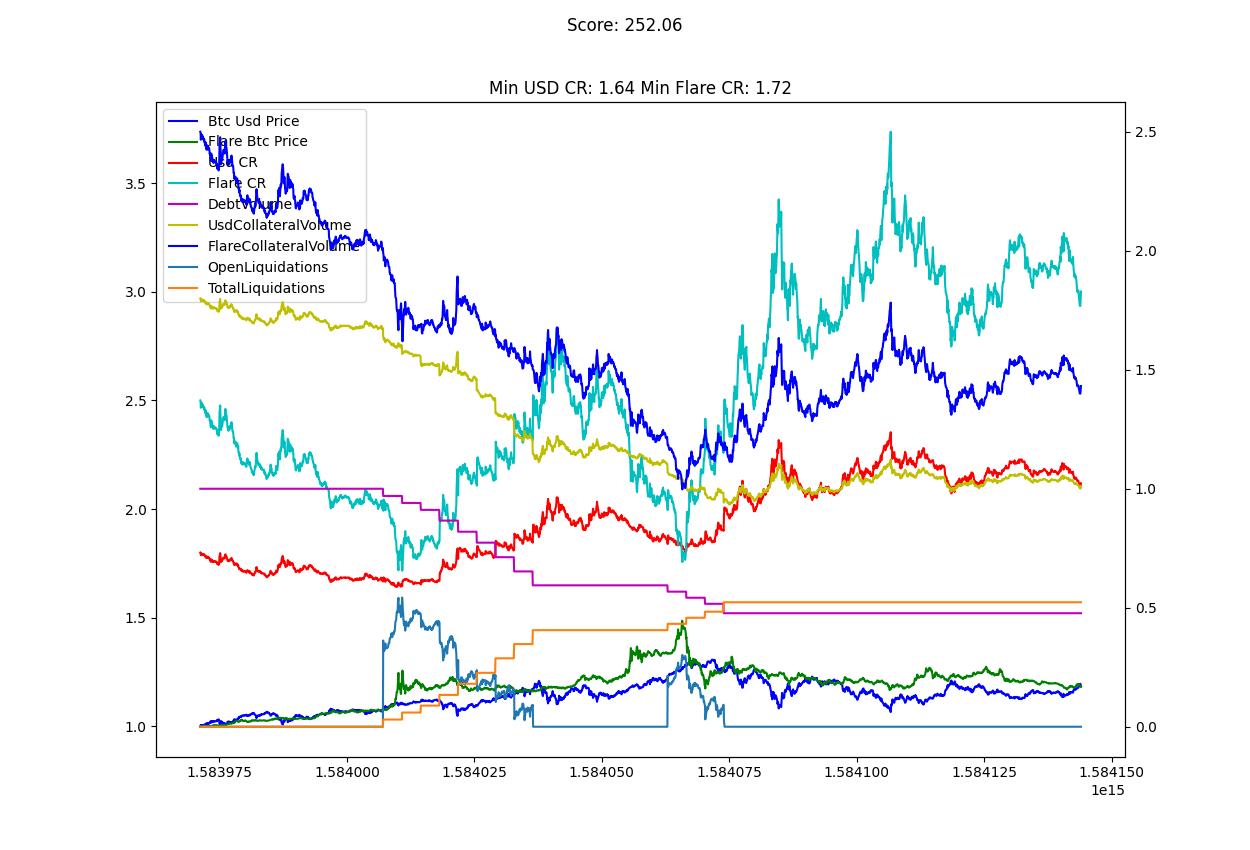 Score: 252.06
Min USD CR: 1.64 Min Flare CR: 1.72
Btc Usd Price
Flare Btc Price
Usd CR
Flare CR
DebtVolume
UsdCollateralVolume
FlareCollateralVolume
OpenLiquidations
TotalLiquidations
3.5
3.0
2.5
2.0
1.5
1.0
2.5
2.0
1.5
1.0
0.5
0.0
1.583975 1.584000 1.584025 1.584050 1.584075 1.584100 1.584125 1.584150
1e15